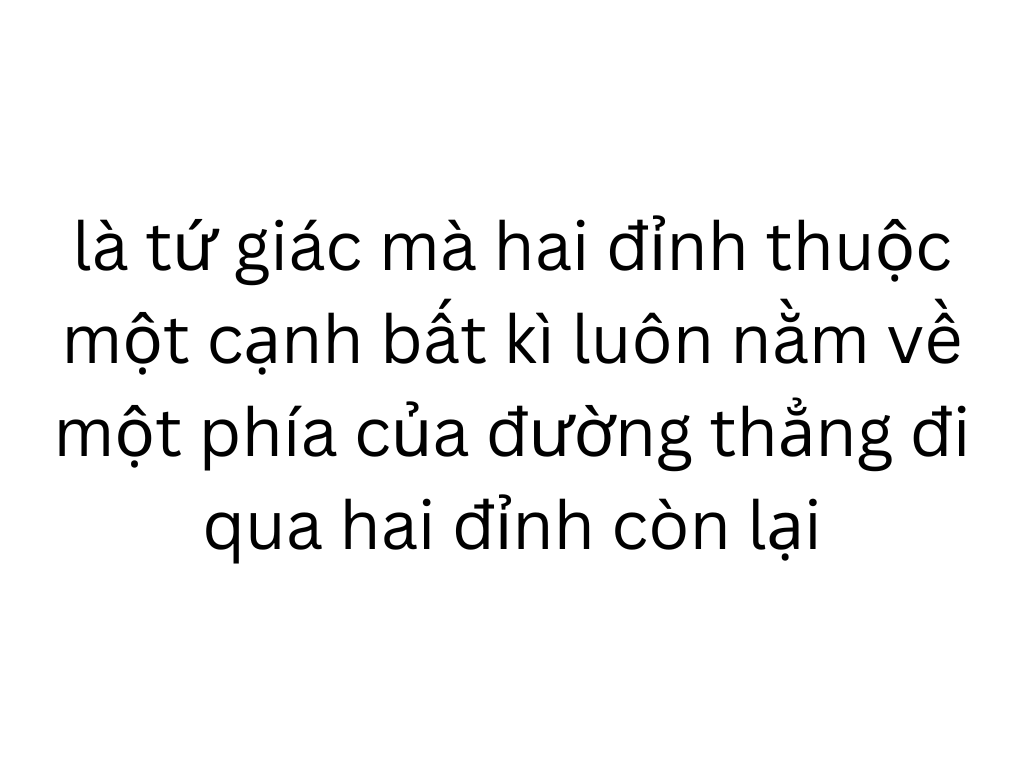 là tứ giác mà hai đỉnh thuộc
một cạnh bất kì luôn nằm về
một phía của đường thẳng đi
qua hai đỉnh còn lại